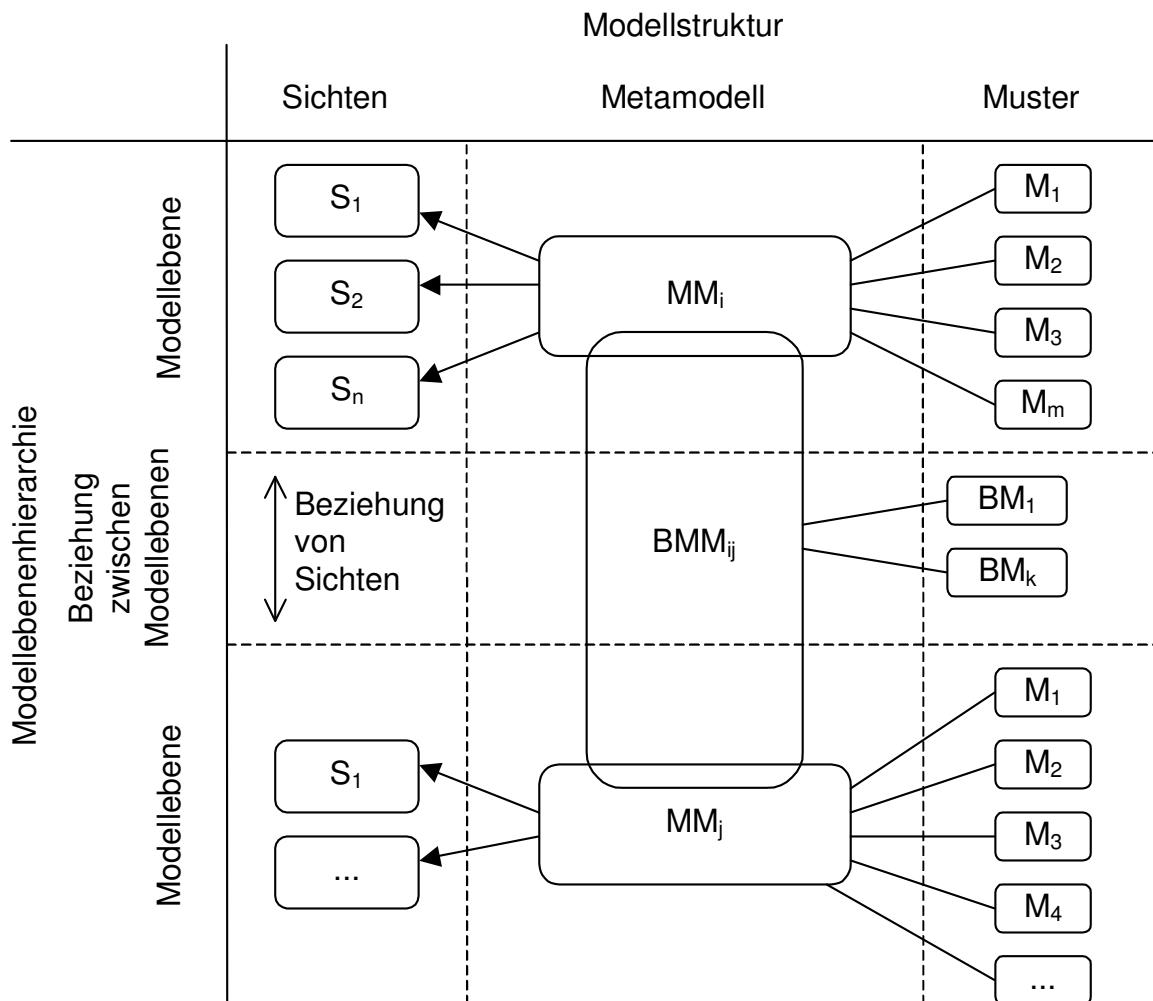 Modellstruktur
Sichten Metamodell Muster
Modellebenenhierarchie
Modellebene
S1
S2
Sn
MMi
M1
M2
M3
Mm
Beziehung
zwischen
Modellebenen
Beziehung
von
Sichten
BMMij
BM1
BMk
Modellebene
S1
...
MMj
M1
M2
M3
M4
...